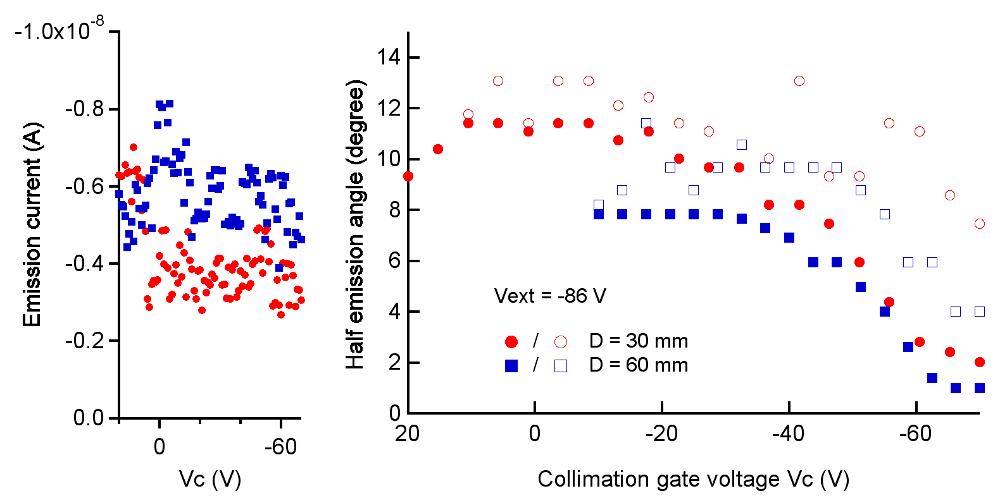 -1.0x10-8
-0.8
-0.6
-0.4
-0.2
0.0
0
-60
Vc (V)
Emission current (A)
14
12
10
8
6
4
2
0
20
0
-20
-40
-60
Collimation gate voltage Vc (V)
Half emission angle (degree)
Vext = -86 V
/ D = 30 mm
/ D = 60 mm